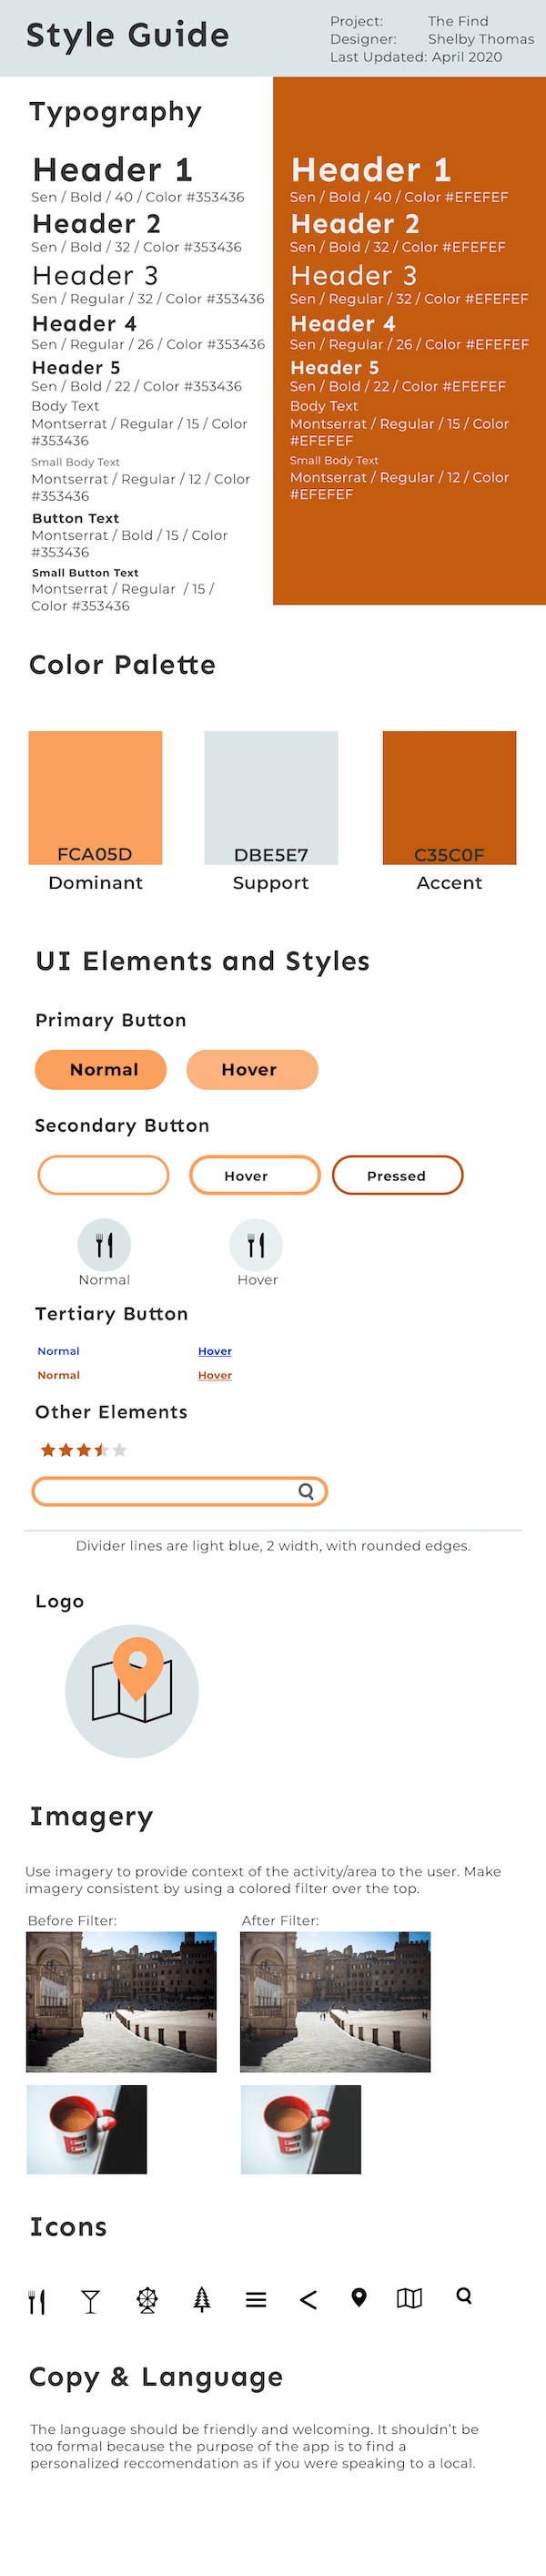 Style Guide
Project: The Find
Designer: Shelby Thomas
Last Updated: April 2020
Typography
Header 1
Sen / Bold / 40 / Color #353436
Header 2
Sen / Bold / 32 / Color #353436
Header 3
Sen / Regular / 32 / Color #353436
Header 4
Sen / Regular / 26 / Color #353436
Header 5
Sen / Bold / 22 / Color #353436
Body Text
Montserrat / Regular / 15 / Color
#353436
Small Body Text
Montserrat / Regular / 12 / Color
#353436
Button Text
Montserrat / Bold / 15 / Color
#353436
Small Button Text
Montserrat / Regular / 15 /
Color #353436
Header 1
Sen / Bold / 40 / Color #EFEFEF
Header 2
Sen / Bold / 32 / Color #EFEFEF
Header 3
Sen / Regular / 32 / Color #EFEFEF
Header 4
Sen / Regular / 26 / Color #EFEFEF
Header 5
Sen / Bold / 22 / Color #EFEFEF
Body Text
Montserrat / Regular / 15 / Color
#EFEFEF
Small Body Text
Montserrat / Regular / 12 / Color
#EFEFEF
Color Palette
FCA05D
DBE5E7
C35C0F
Dominant
Support
Accent
UI Elements and Styles
Primary Button
Normal
Hover
Secondary Button
Hover
Pressed
Normal
Hover
Tertiary Button
Normal
Hover
Normal
Hover
Other Elements
Divider lines are light blue, 2 width, with rounded edges.
Logo
Imagery
Use imagery to provide context of the activity/area to the user. Make
imagery consistent by using a colored filter over the top.
Before Filter:
After Filter:
Icons
Copy & Language
The language should be friendly and welcoming. It shouldn't be
too formal because the purpose of the app is to find a
personalized reccomendation as if you were speaking to a local.